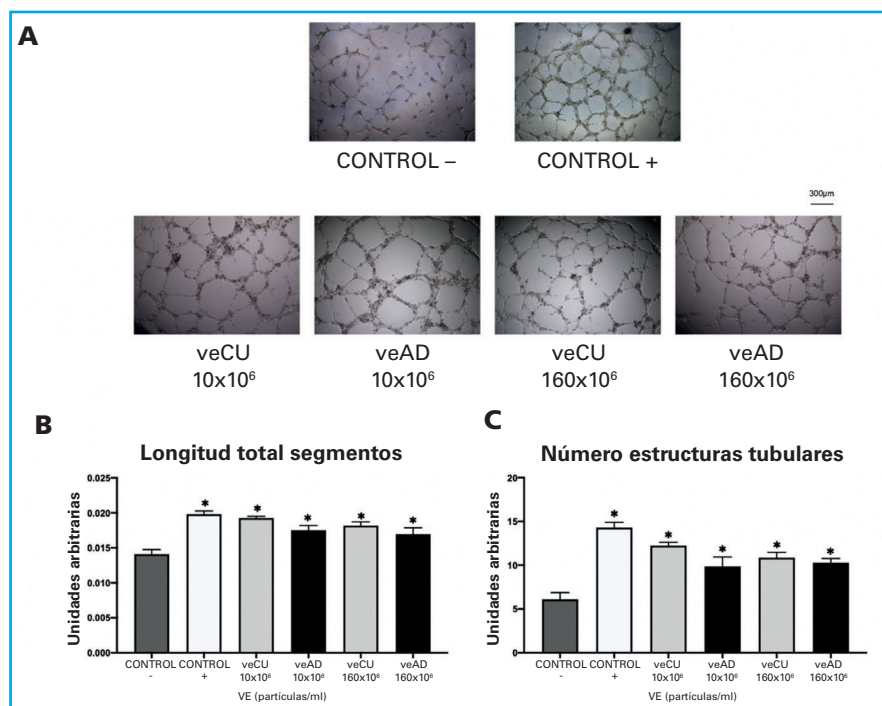 A
CONTROL –
CONTROL +
300µm
veCU
10x10⁶
veAD
10x10⁶
veCU
160x10⁶
veAD
160x10⁶
B
Longitud total segmentos
Unidades arbitrarias
0.025
0.020
0.015
0.010
0.005
0.000
*
*
*
*
*
CONTROL
-
CONTROL
+
veCU
10x10⁶
veAD
10x10⁶
veCU
160x10⁶
veAD
160x10⁶
VE (partículas/ml)
C
Número estructuras tubulares
Unidades arbitrarias
20
15
10
5
0
*
*
*
*
*
CONTROL
-
CONTROL
+
veCU
10x10⁶
veAD
10x10⁶
veCU
160x10⁶
veAD
160x10⁶
VE (partículas/ml)